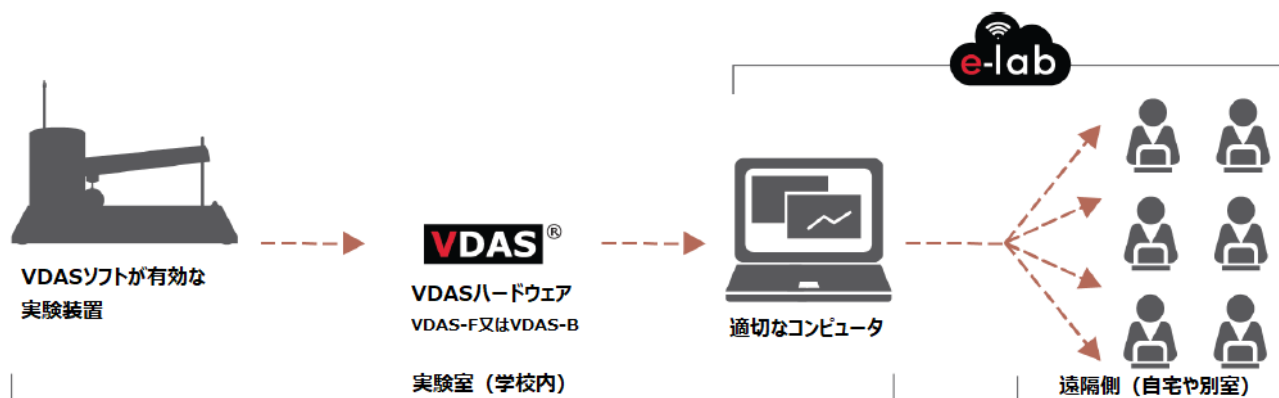 e-lab
VDAS®
VDASソフトが有効な
実験装置
VDASハードウェア
VDAS-F又はVDAS-B
適切なコンピュータ
実験室（学校内）
遠隔側（自宅や別室）